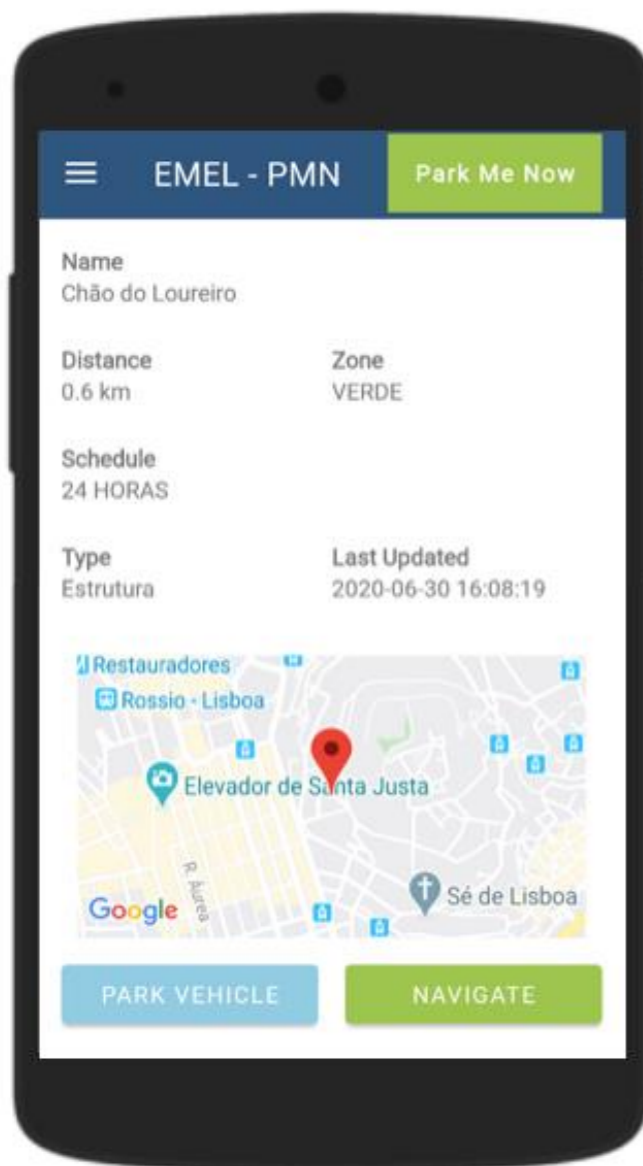 EMEL - PMN
Park Me Now
Name
Chão do Loureiro
Distance
Zone
0.6 km
VERDE
Schedule
24 HORAS
Type
Last Updated
Estrutura
2020-06-30 16:08:19
Restauradores
Rossio - Lisboa
Elevador de Santa Justa
R. Áurea
Sé de Lisboa
Google
PARK VEHICLE
NAVIGATE